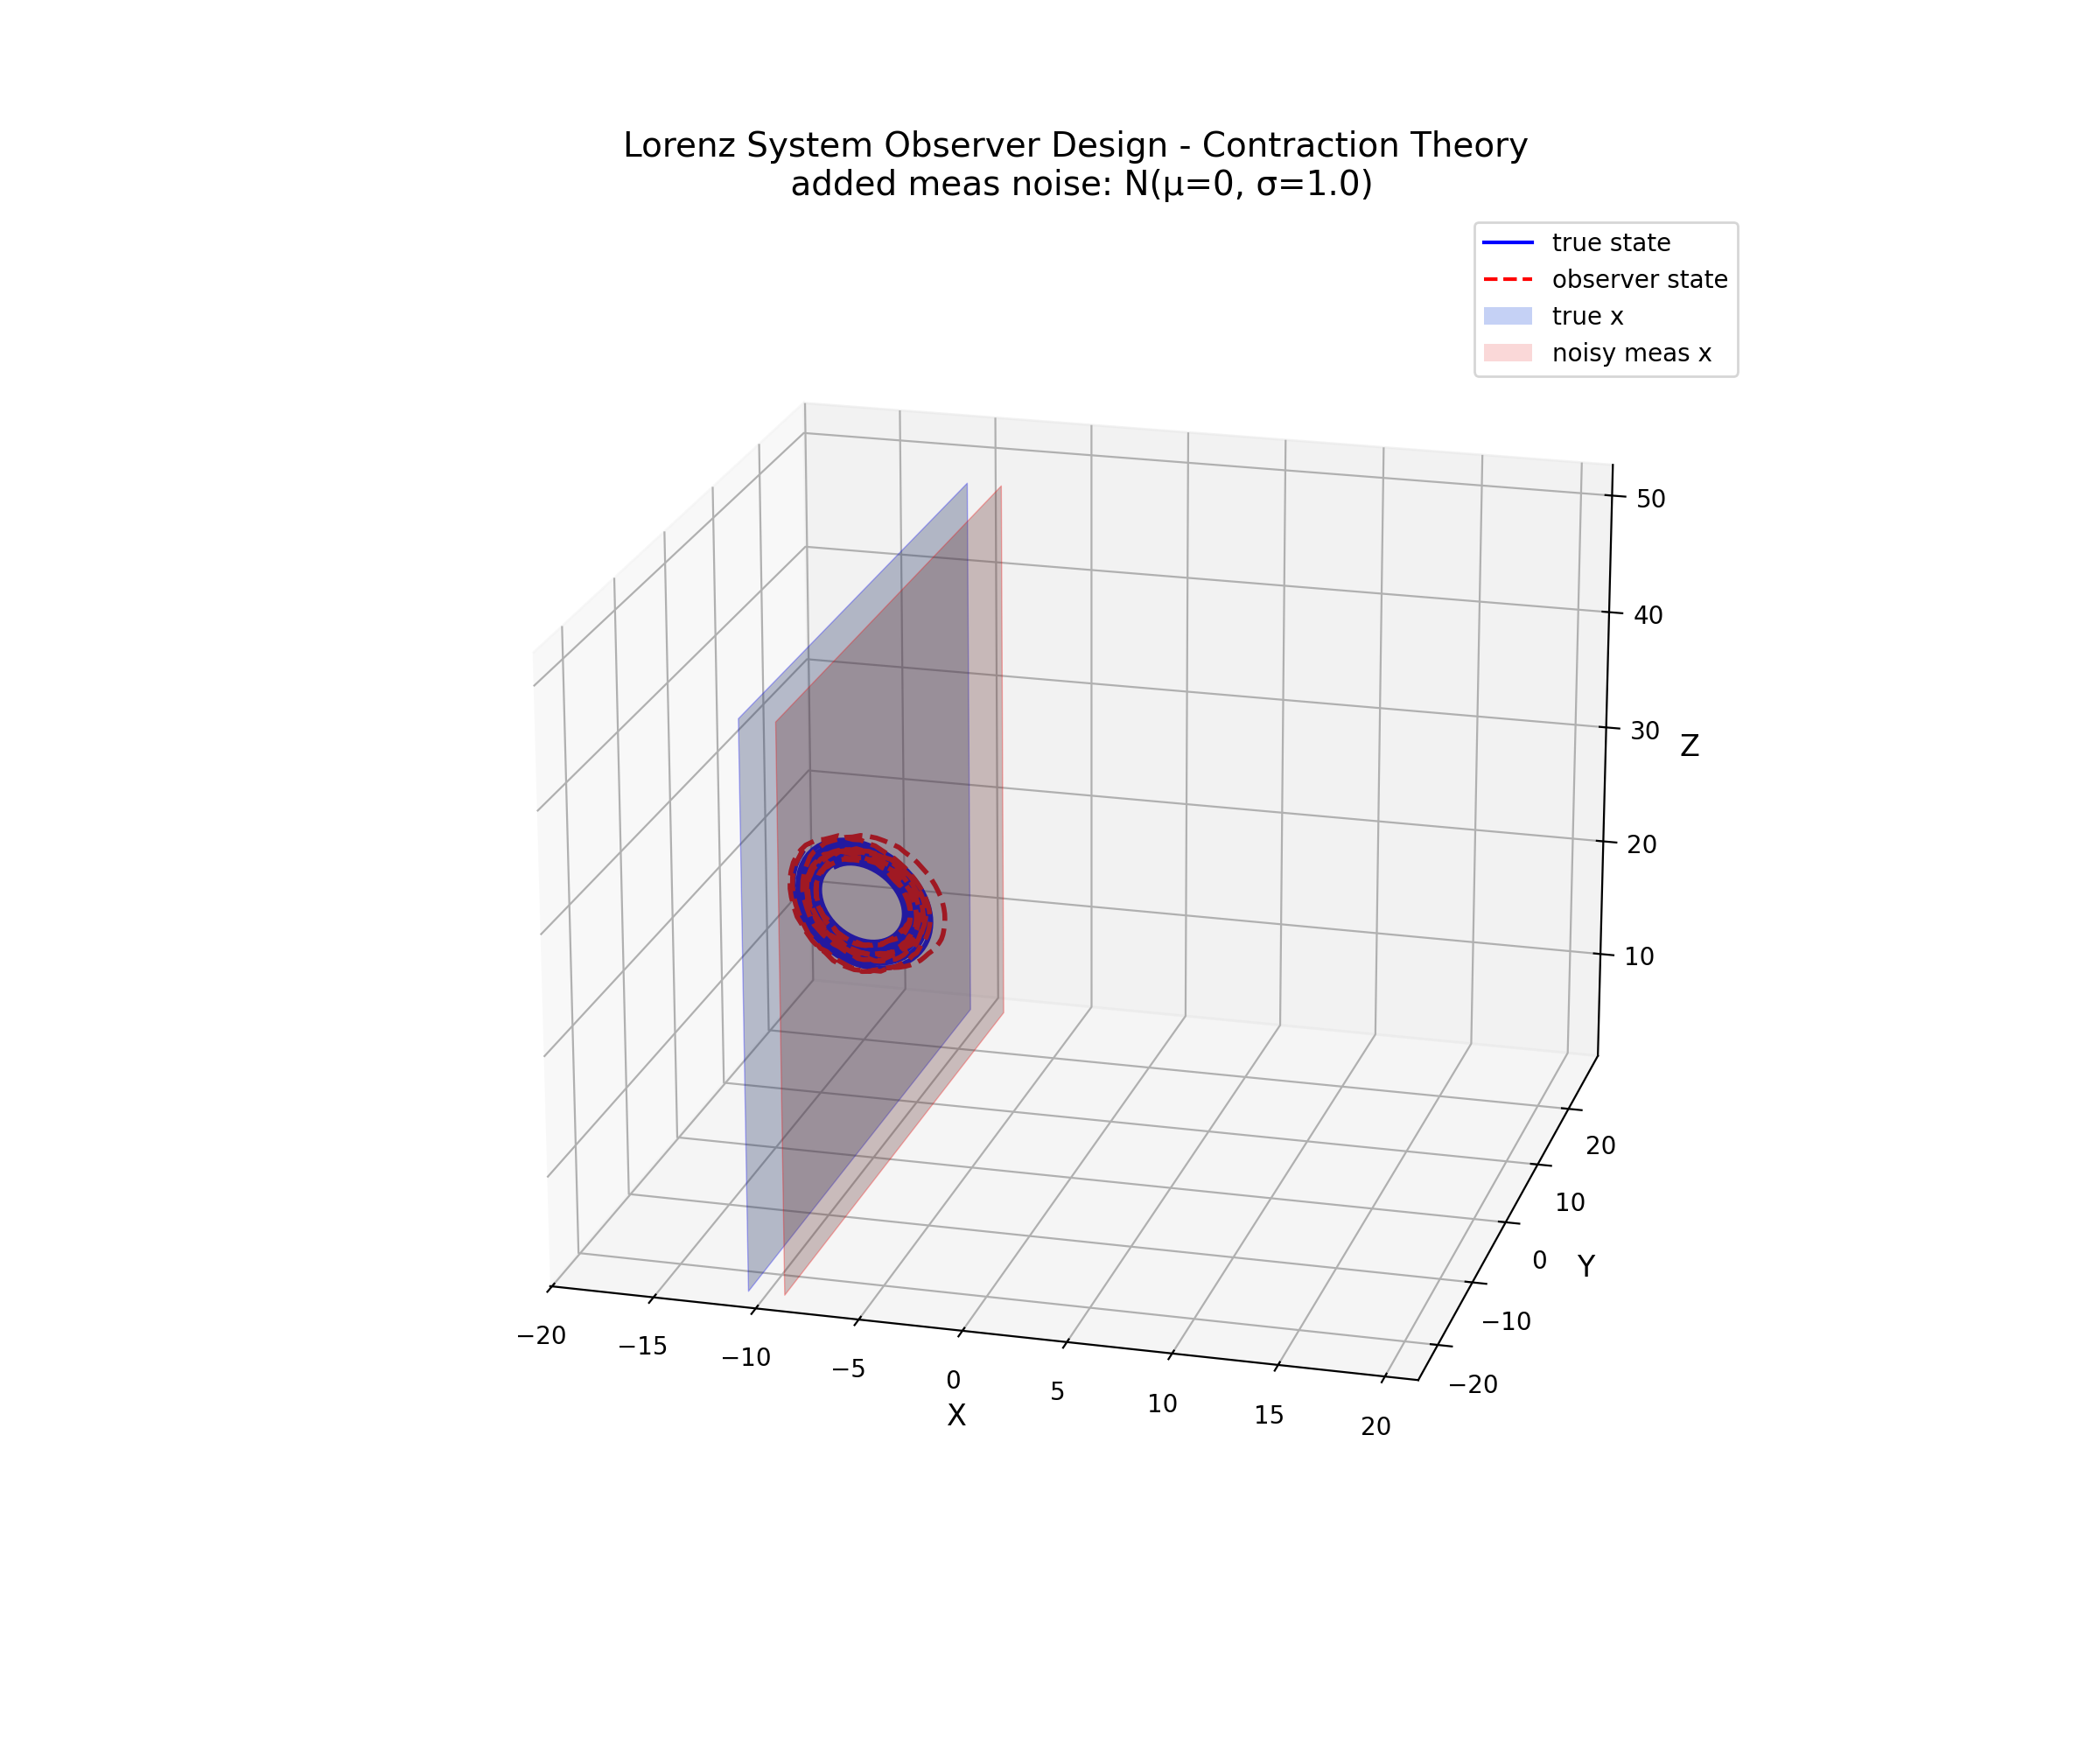 Lorenz System Observer Design - Contraction Theory
added meas noise: N(μ=0, σ=1.0)
true state
observer state
true x
noisy meas x
50
40
30
Z
20
10
20
10
0
Y
−10
−20
−20
−15
−10
−5
0
5
10
15
20
X